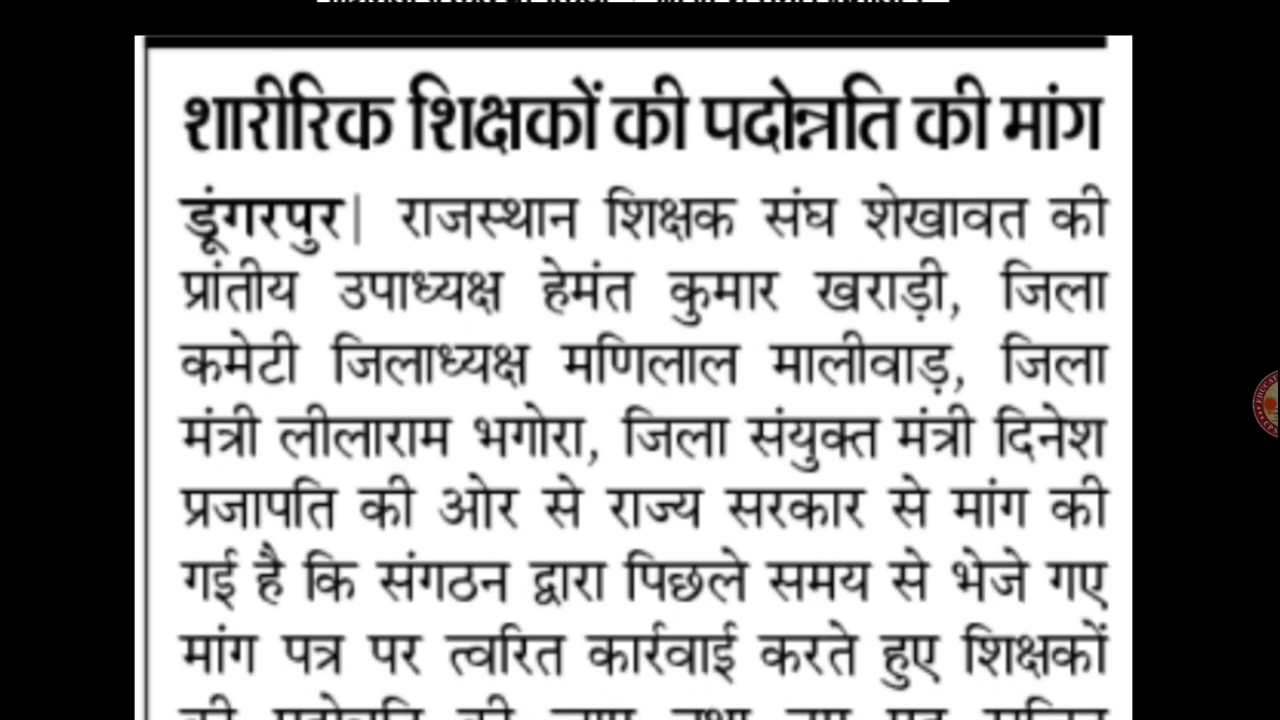 शारीरिक शिक्षकों की पदोन्नति की मांग
डूंगरपुर| राजस्थान शिक्षक संघ शेखावत की
प्रांतीय उपाध्यक्ष हेमंत कुमार खराड़ी, जिला
कमेटी जिलाध्यक्ष मणिलाल मालीवाड़, जिला
मंत्री लीलाराम भगोरा, जिला संयुक्त मंत्री दिनेश
प्रजापति की ओर से राज्य सरकार से मांग की
गई है कि संगठन द्वारा पिछले समय से भेजे गए
मांग पत्र पर त्वरित कार्रवाई करते हुए शिक्षकों